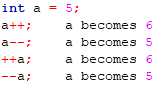 int a = 5;
a++; a becomes 6
a--; a becomes 5
++a; a becomes 6
--a; a becomes 5